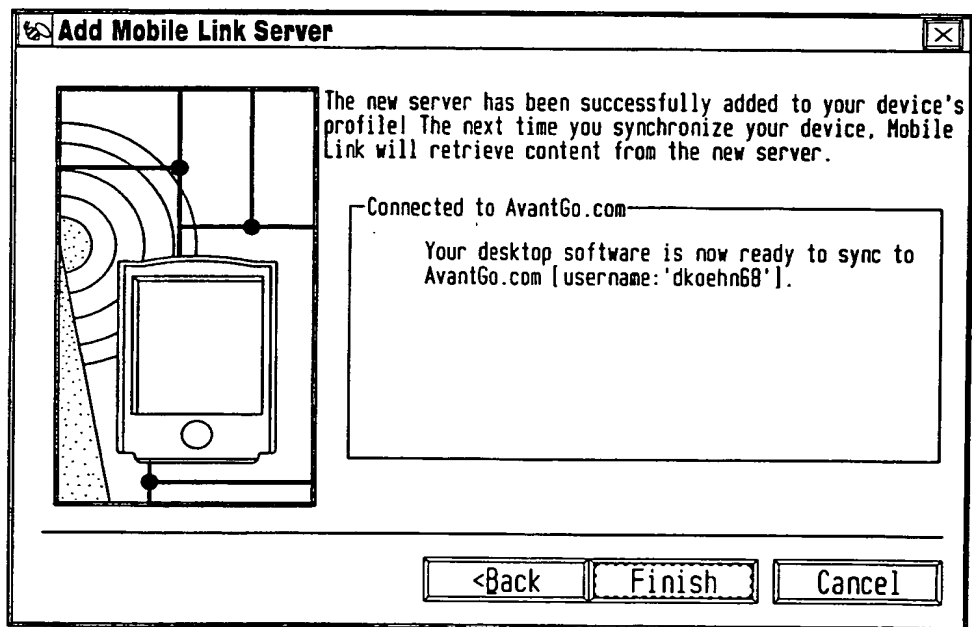 Add Mobile Link Server
The new server has been successfully added to your device's
profile! The next time you synchronize your device, Mobile
Link will retrieve content from the new server.
Connected to AvantGo.com
Your desktop software is now ready to sync to
AvantGo.com [username:'dkoehn68'].
<Back
Finish
Cancel